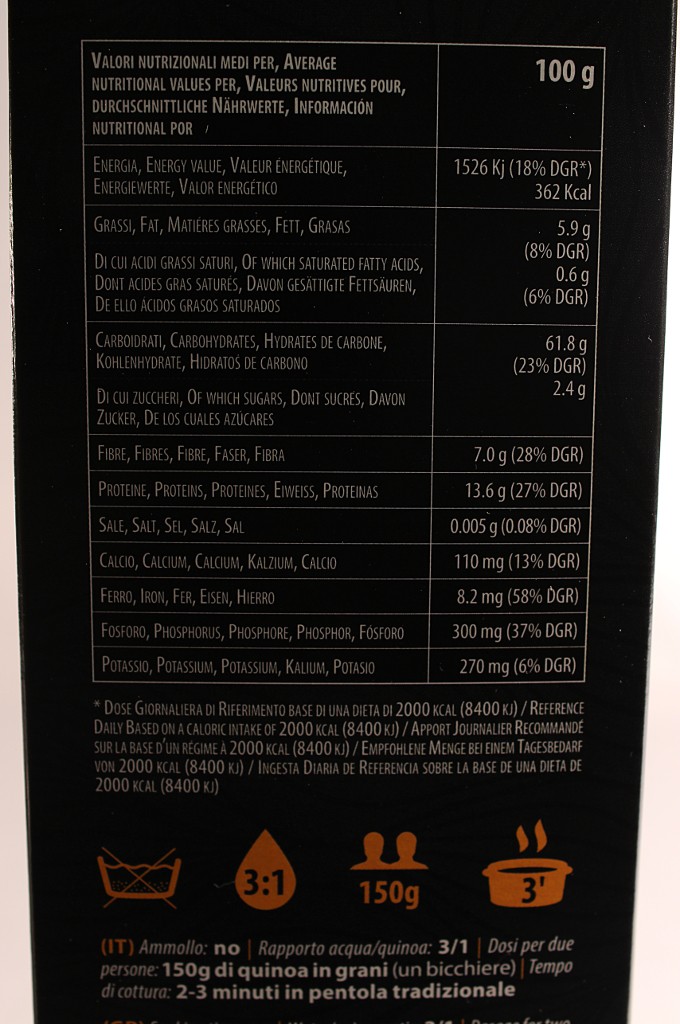 VALORI NUTRIZIONALI MEDI PER, AVERAGE
NUTRITIONAL VALUES PER, VALEURS NUTRITIVES POUR,
DURCHSCHNITTLICHE NÄHRWERTE, INFORMACIÓN
NUTRITIONAL POR /
100 g
ENERGIA, ENERGY VALUE, VALEUR ÉNERGÉTIQUE,
ENERGIEWERTE, VALOR ENERGÉTICO
1526 Kj (18% DGR*)
362 Kcal
GRASSI, FAT, MATIÈRES GRASSES, FETT, GRASAS
5.9 g
(8% DGR)
DI CUI ACIDI GRASSI SATURI, OF WHICH SATURATED FATTY ACIDS,
DONT ACIDES GRAS SATURÉS, DAVON GESÄTTIGTE FETTSÄUREN,
DE ELLO ÁCIDOS GRASOS SATURADOS
0.6 g
(6% DGR)
CARBOIDRATI, CARBOHYDRATES, HYDRATES DE CARBONE,
KOHLENHYDRATE, HIDRATOS DE CARBONO
61.8 g
(23% DGR)
DI CUI ZUCCHERI, OF WHICH SUGARS, DONT SUCRES, DAVON
ZUCKER, DE LOS CUALES AZÚCARES
2.4 g
FIBRE, FIBRES, FIBRE, FASER, FIBRA
7.0 g (28% DGR)
PROTEINE, PROTEINS, PROTEINES, EIWEISS, PROTEINAS
13.6 g (27% DGR)
SALE, SALT, SEL, SALZ, SAL
0.005 g (0.08% DGR)
CALCIO, CALCIUM, CALCIUM, KALZIUM, CALCIO
110 mg (13% DGR)
FERRO, IRON, FER, EISEN, HIERRO
8.2 mg (58% DGR)
FOSFORO, PHOSPHORUS, PHOSPHORE, PHOSPHOR, FÓSFORO
300 mg (37% DGR)
POTASSIO, POTASSIUM, POTASSIUM, KALIUM, POTASIO
270 mg (6% DGR)
* DOSE GIORNALIERA DI RIFERIMENTO BASE DI UNA DIETA DI 2000 KCAL (8400 KJ) / REFERENCE
DAILY BASED ON A CALORIC INTAKE OF 2000 KCAL (8400 KJ) / APPORT JOURNALIER RECOMMANDÉ
SUR LA BASE D'UN RÉGIME À 2000 KCAL (8400 KJ) / EMPFOHLENE MENGE BEI EINEM TAGESBEDARF
VON 2000 KCAL (8400 KJ) / INGESTA DIARIA DE REFERENCIA SOBRE LA BASE DE UNA DIETA DE
2000 KCAL (8400 KJ)
3:1
150g
3'
(IT) Ammollo: no | Rapporto acqua/quinoa: 3/1 | Dosi per due
persone: 150g di quinoa in grani (un bicchiere) | Tempo
di cottura: 2-3 minuti in pentola tradizionale